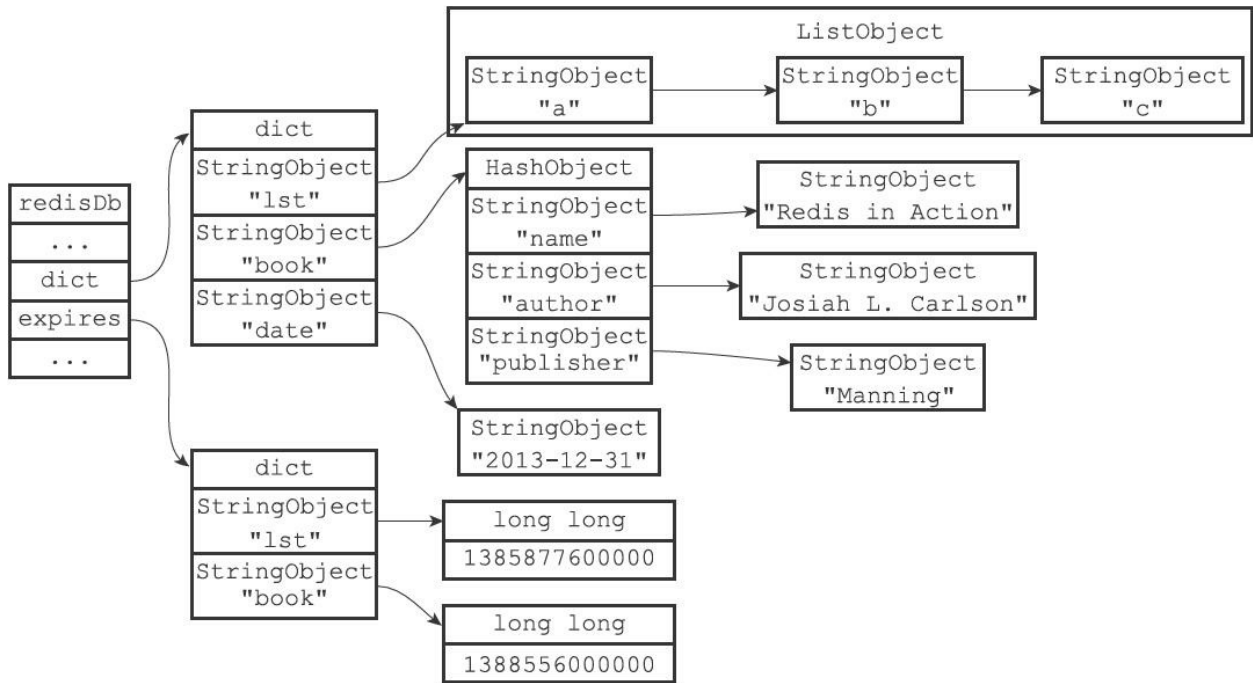 redisDb
...
dict
expires
...
dict
StringObject
"lst"
StringObject
"book"
StringObject
"date"
ListObject
StringObject
"a"
StringObject
"b"
StringObject
"c"
HashObject
StringObject
"name"
StringObject
"author"
StringObject
"publisher"
StringObject
"Redis in Action"
StringObject
"Josiah L. Carlson"
StringObject
"Manning"
StringObject
"2013-12-31"
dict
StringObject
"lst"
StringObject
"book"
long long
1385877600000
long long
1388556000000